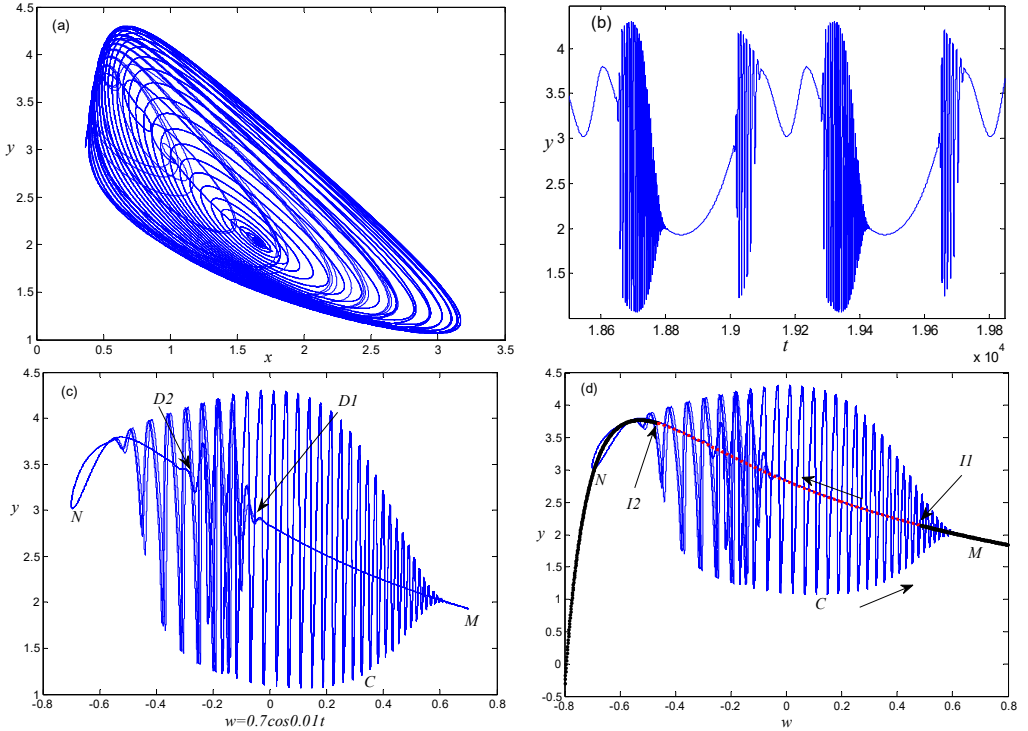 (a)
4.5
4
3.5
3
y
2.5
2
1.5
1
0
0.5
1
1.5
2
2.5
3
3.5
x
(b)
4
3.5
3
y
2.5
2
1.5
1.86
1.88
1.9
1.92
1.94
1.96
1.98
t
x 10^4
(c)
4.5
4
3.5
3
y
2.5
2
1.5
1
D2
D1
N
M
C
-0.8
-0.6
-0.4
-0.2
0
0.2
0.4
0.6
0.8
w=0.7cos0.01t
(d)
4.5
4
3.5
3
2.5
y
2
1.5
1
0.5
0
-0.5
N
I2
I1
M
C
-0.8
-0.6
-0.4
-0.2
0
0.2
0.4
0.6
0.8
w